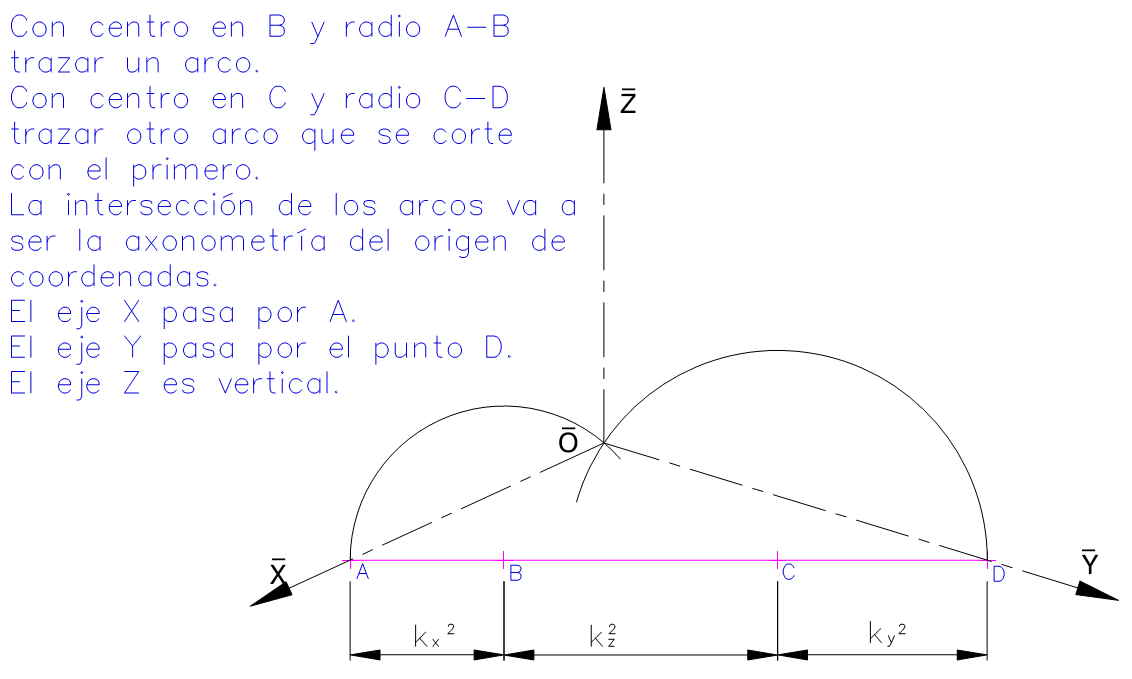 Con centro en B y radio A-B
trazar un arco.
Con centro en C y radio C-D
trazar otro arco que se corte
con el primero.
La intersección de los arcos va a
ser la axonometría del origen de
coordenadas.
El eje X pasa por A.
El eje Y pasa por el punto D.
El eje Z es vertical.
Z̅
O̅
X̅
A
B
C
D
Y̅
kₓ²
k_z²
k_y²